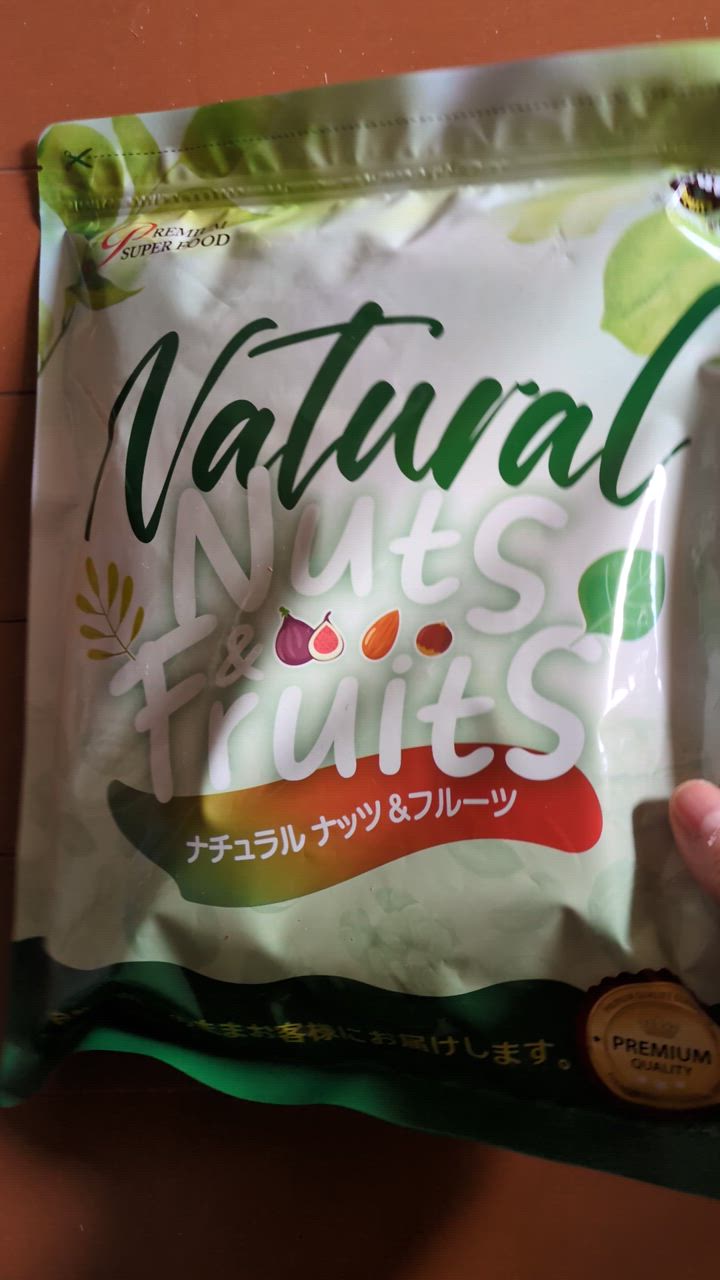 PREMIUM
SUPER FOOD
Natural
Nuts
&
Fruits
ナチュラル ナッツ &フルーツ
まお客様にお届けします。
PREMIUM
QUALITY